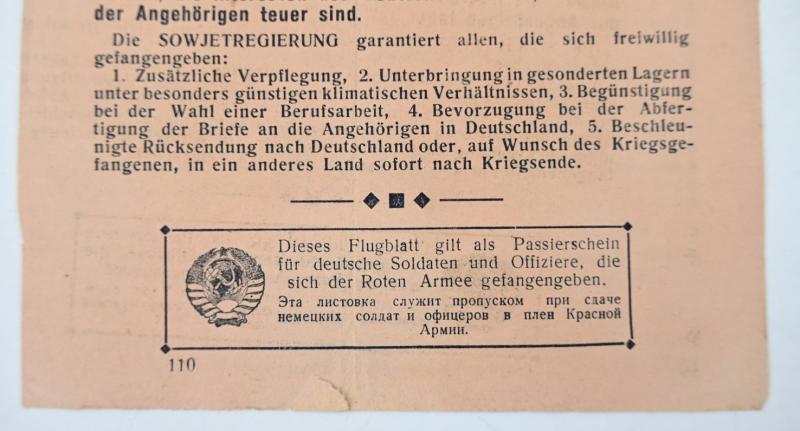 der Angehörigen teuer sind.
Die SOWJETREGIERUNG garantiert allen, die sich freiwillig
gefangengeben:
1. Zusätzliche Verpflegung, 2. Unterbringung in gesonderten Lagern
unter besonders günstigen klimatischen Verhältnissen, 3. Begünstigung
bei der Wahl einer Berufsarbeit, 4. Bevorzugung bei der Abfer-
tigung der Briefe an die Angehörigen in Deutschland, 5. Beschleu-
nigte Rücksendung nach Deutschland oder, auf Wunsch des Kriegsge-
fangenen, in ein anderes Land sofort nach Kriegsende.
Dieses Flugblatt gilt als Passierschein
für deutsche Soldaten und Offiziere, die
sich der Roten Armee gefangengeben.
Эта листовка служит пропуском при сдаче
немецких солдат и офицеров в плен Красной
Армии.
110